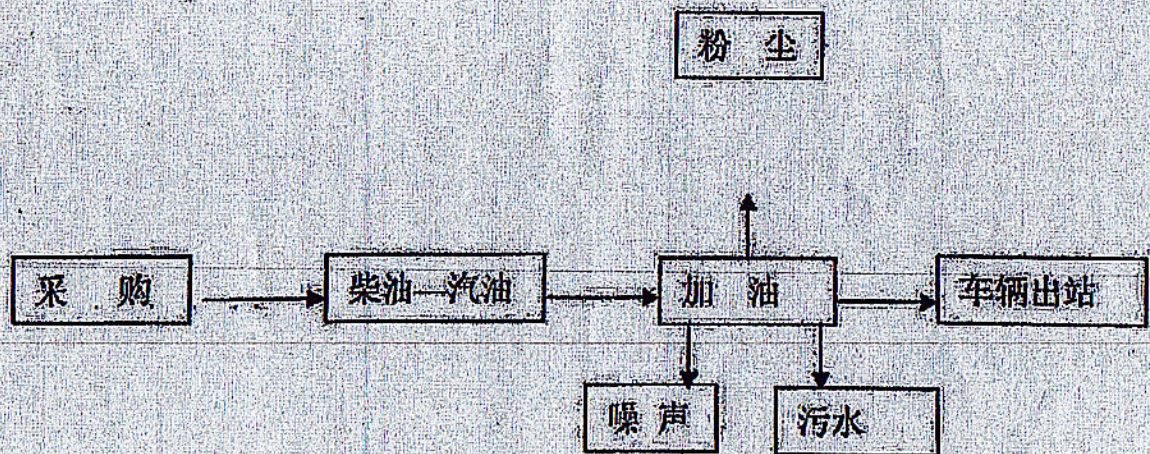 粉 尘
采 购
柴油—汽油
加 油
车辆出站
噪 声
污水